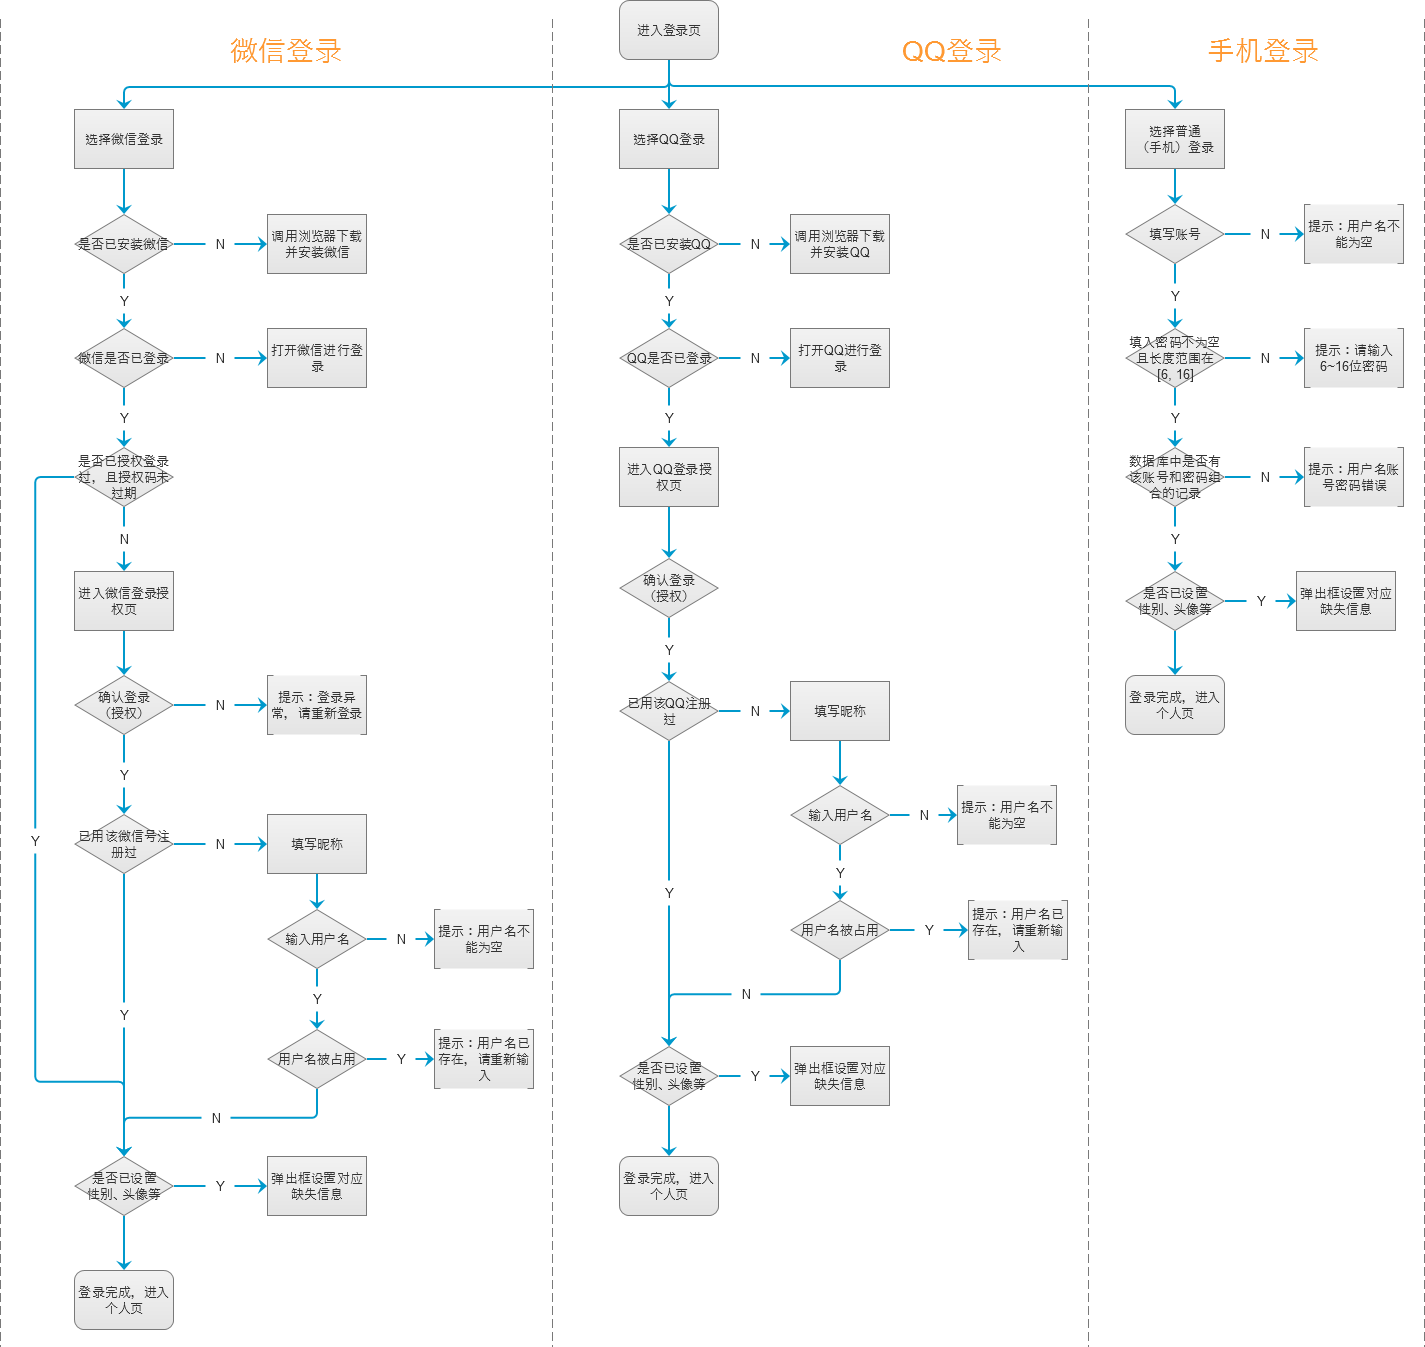 进入登录页
微信登录
选择微信登录
是否已安装微信
N
调用浏览器下载
并安装微信
Y
微信是否已登录
N
打开微信进行登
录
Y
是否已授权登录
过，且授权码未
过期
N
进入微信登录授
权页
确认登录
（授权）
N
提示：登录异
常，请重新登录
Y
Y
已用该微信号注
册过
N
填写昵称
输入用户名
N
提示：用户名不
能为空
Y
Y
用户名被占用
Y
提示：用户名已
存在，请重新输
入
N
是否已设置
性别、头像等
Y
弹出框设置对应
缺失信息
登录完成，进入
个人页
QQ登录
选择QQ登录
是否已安装QQ
N
调用浏览器下载
并安装QQ
Y
QQ是否已登录
N
打开QQ进行登
录
Y
进入QQ登录授
权页
确认登录
（授权）
Y
已用该QQ注册
过
N
填写昵称
输入用户名
N
提示：用户名不
能为空
Y
Y
用户名被占用
Y
提示：用户名已
存在，请重新输
入
N
是否已设置
性别、头像等
Y
弹出框设置对应
缺失信息
登录完成，进入
个人页
手机登录
选择普通
（手机）登录
填写账号
N
提示：用户名不
能为空
Y
填入密码不为空
且长度范围在
[6, 16]
N
提示：请输入
6~16位密码
Y
数据库中是否有
该账号和密码组
合的记录
N
提示：用户名账
号密码错误
Y
是否已设置
性别、头像等
Y
弹出框设置对应
缺失信息
登录完成，进入
个人页